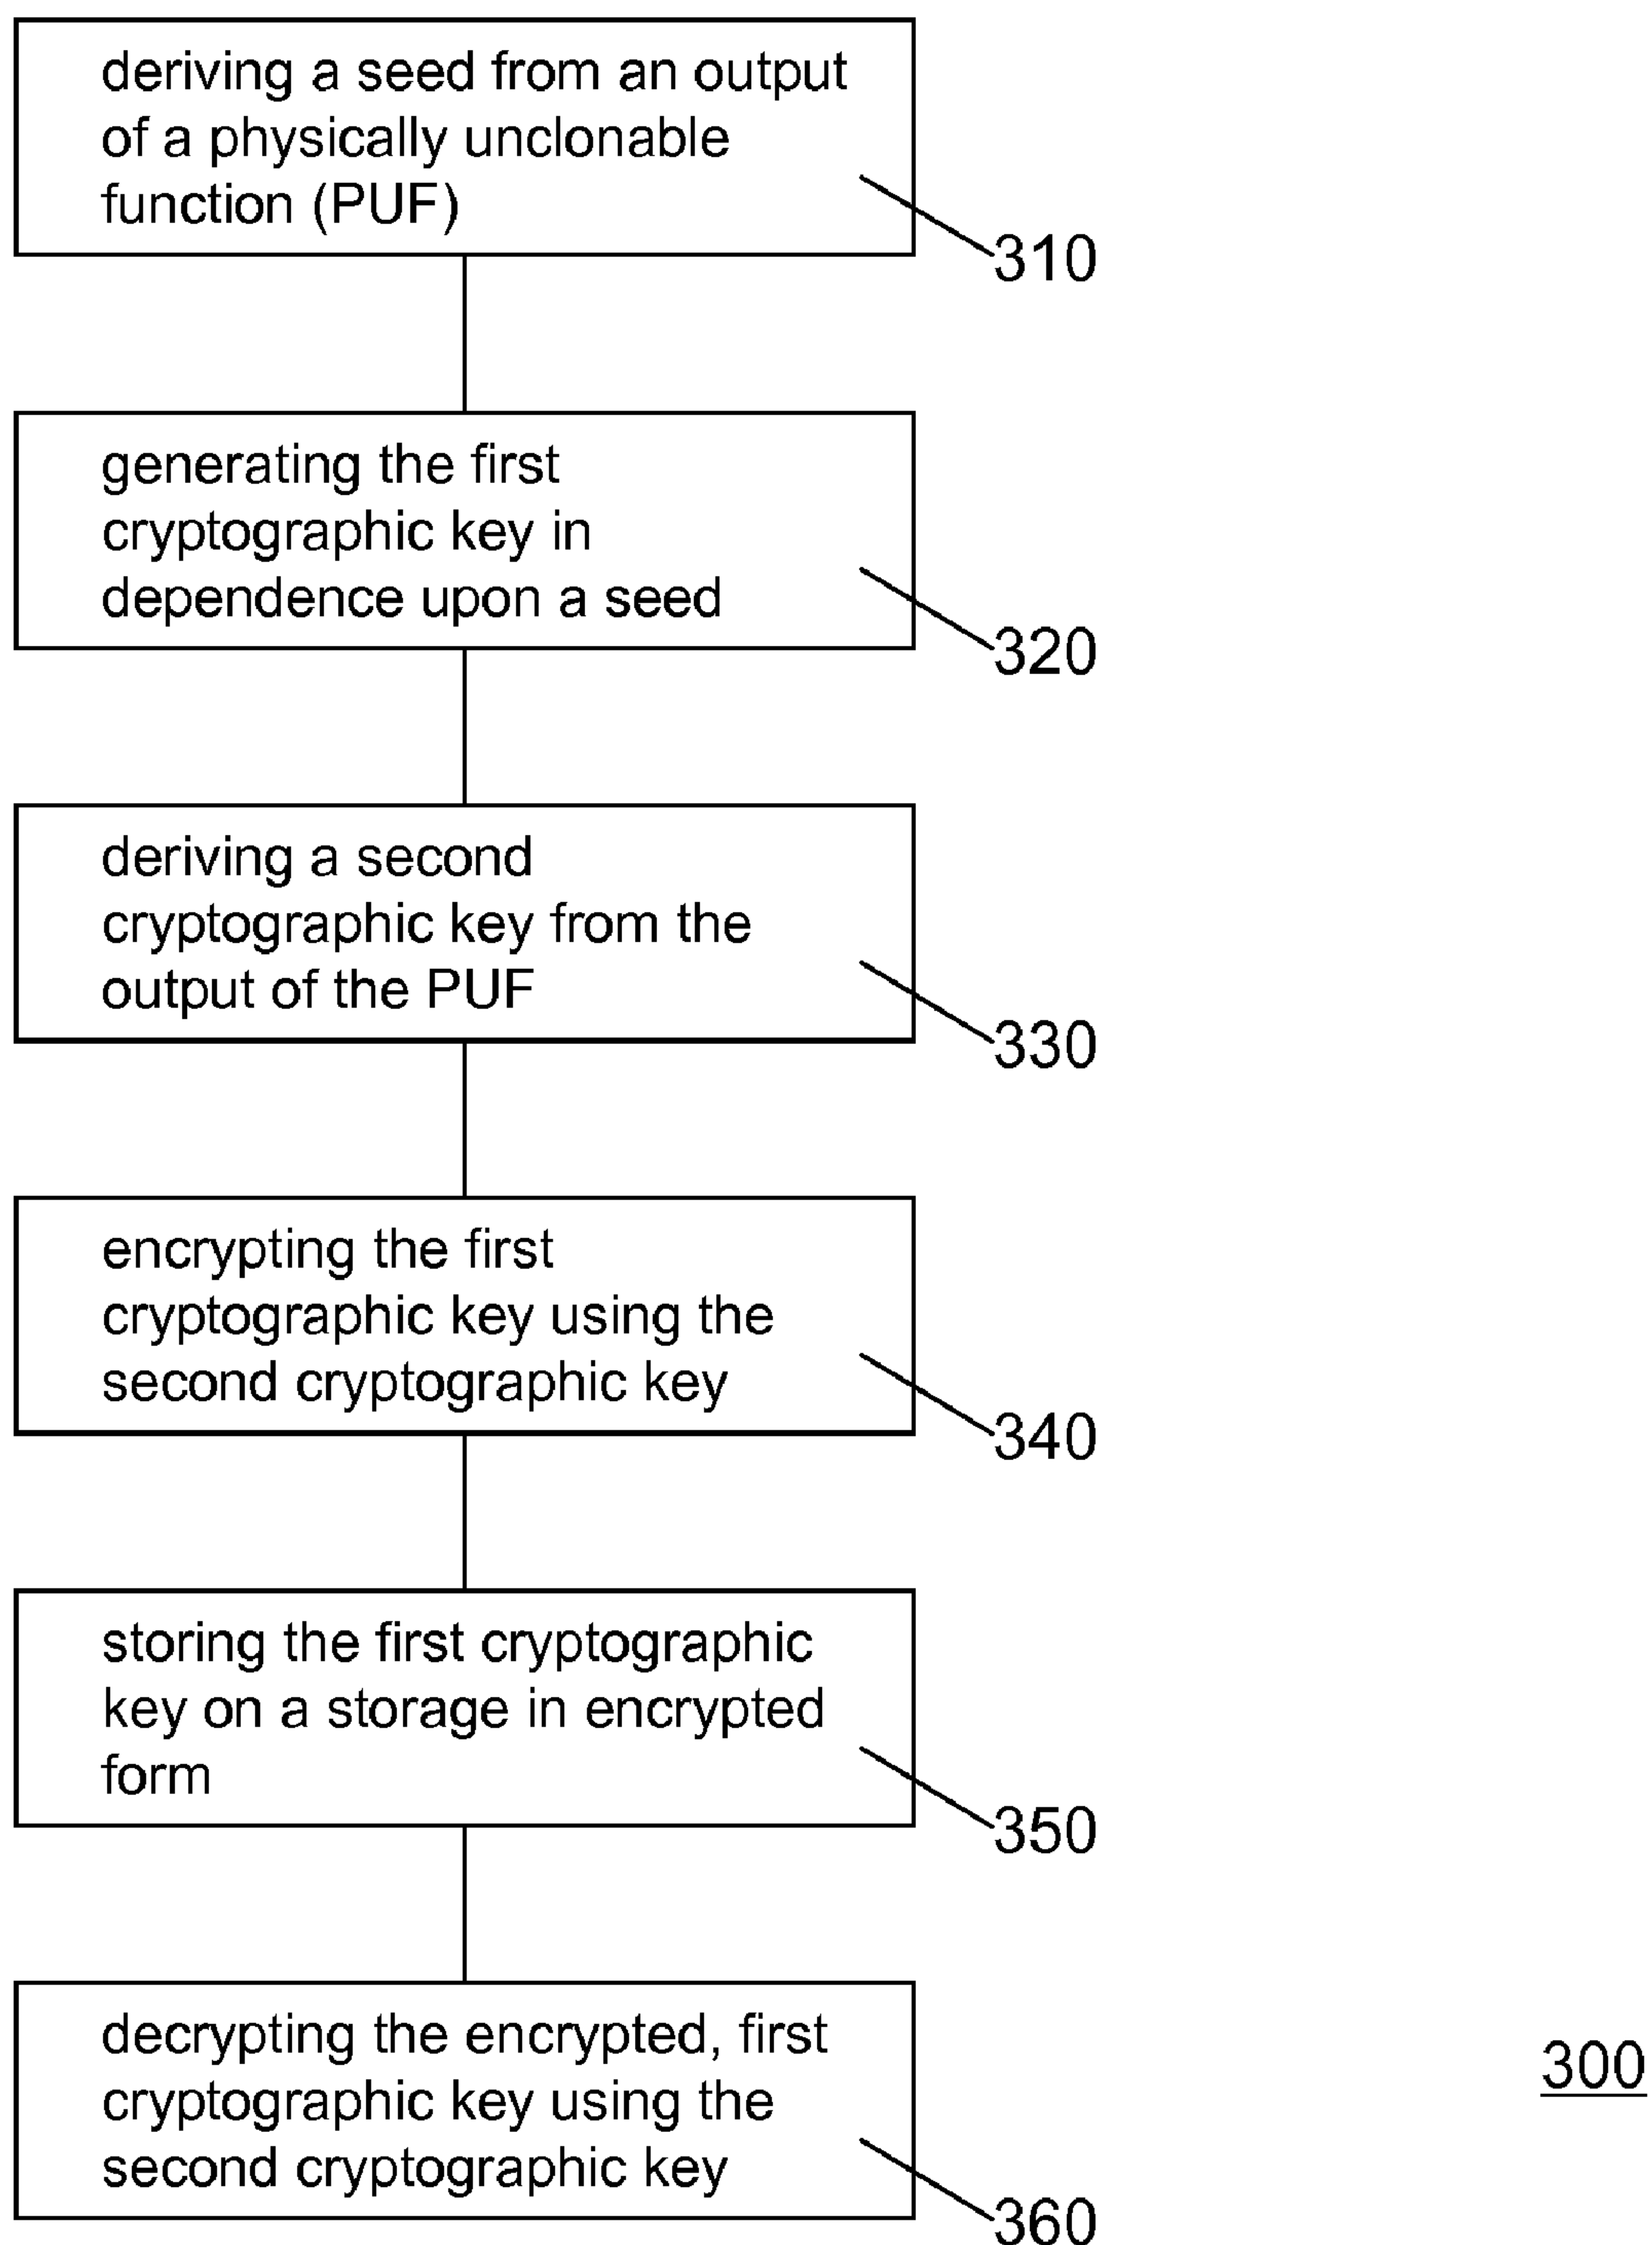 deriving a seed from an output
of a physically unclonable
function (PUF)
310
generating the first
cryptographic key in
dependence upon a seed
320
deriving a second
cryptographic key from the
output of the PUF
330
encrypting the first
cryptographic key using the
second cryptographic key
340
storing the first cryptographic
key on a storage in encrypted
form
350
decrypting the encrypted, first
cryptographic key using the
second cryptographic key
360
300